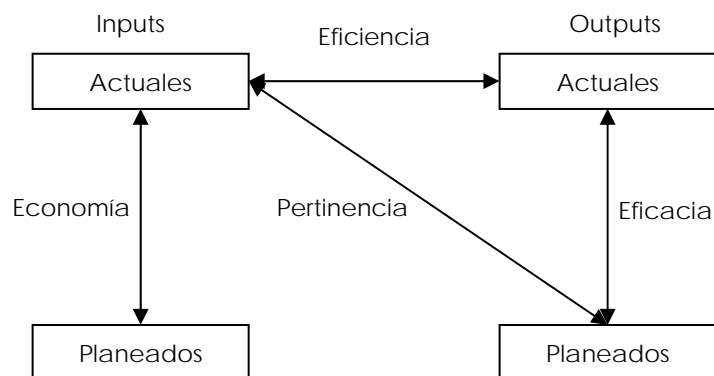 Inputs
Eficiencia
Outputs
Actuales
Actuales
Economía
Pertinencia
Eficacia
Planeados
Planeados